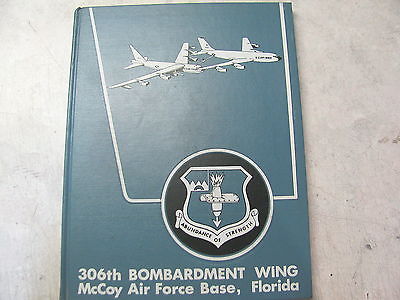 ABUNDANCE OF STRENGTH
306th BOMBARDMENT WING
McCoy Air Force Base, Florida